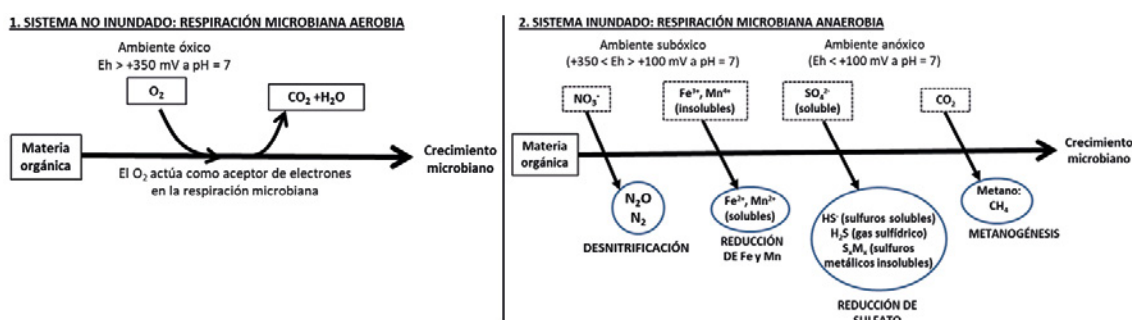 1. SISTEMA NO INUNDADO: RESPIRACIÓN MICROBIANA AEROBIA
Ambiente óxico
Eh > +350 mV a pH = 7
O₂
CO₂ +H₂O
Materia
orgánica
Crecimiento
microbiano
El O₂ actúa como aceptor de electrones
en la respiración microbiana
2. SISTEMA INUNDADO: RESPIRACIÓN MICROBIANA ANAEROBIA
Ambiente subóxico
(+350 < Eh > +100 mV a pH = 7)
Ambiente anóxico
(Eh < +100 mV a pH = 7)
NO₃⁻
Fe³⁺, Mn⁴⁺
(insolubles)
SO₄²⁻
(soluble)
CO₂
Materia
orgánica
Crecimiento
microbiano
N₂O
N₂
DESNITRIFICACIÓN
Fe²⁺, Mn²⁺
(solubles)
REDUCCIÓN
DE Fe y Mn
HS⁻ (sulfuros solubles)
H₂S (gas sulfídrico)
SₓMₓ (sulfuros
metálicos insolubles)
REDUCCIÓN DE
SULFATO
Metano:
CH₄
METANOGÉNESIS